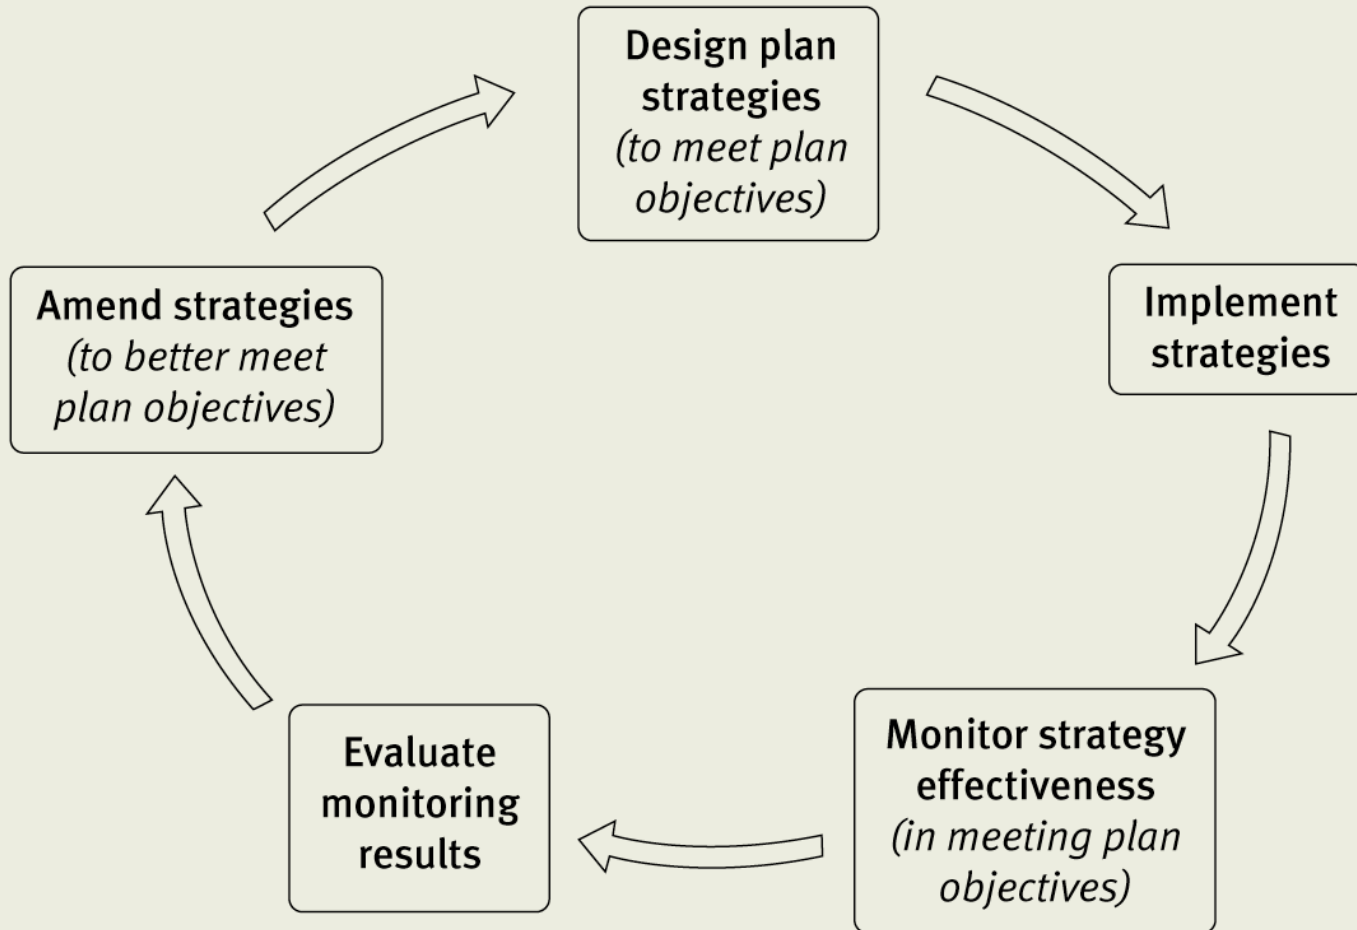 Design plan
strategies
(to meet plan
objectives)
Implement
strategies
Monitor strategy
effectiveness
(in meeting plan
objectives)
Evaluate
monitoring
results
Amend strategies
(to better meet
plan objectives)